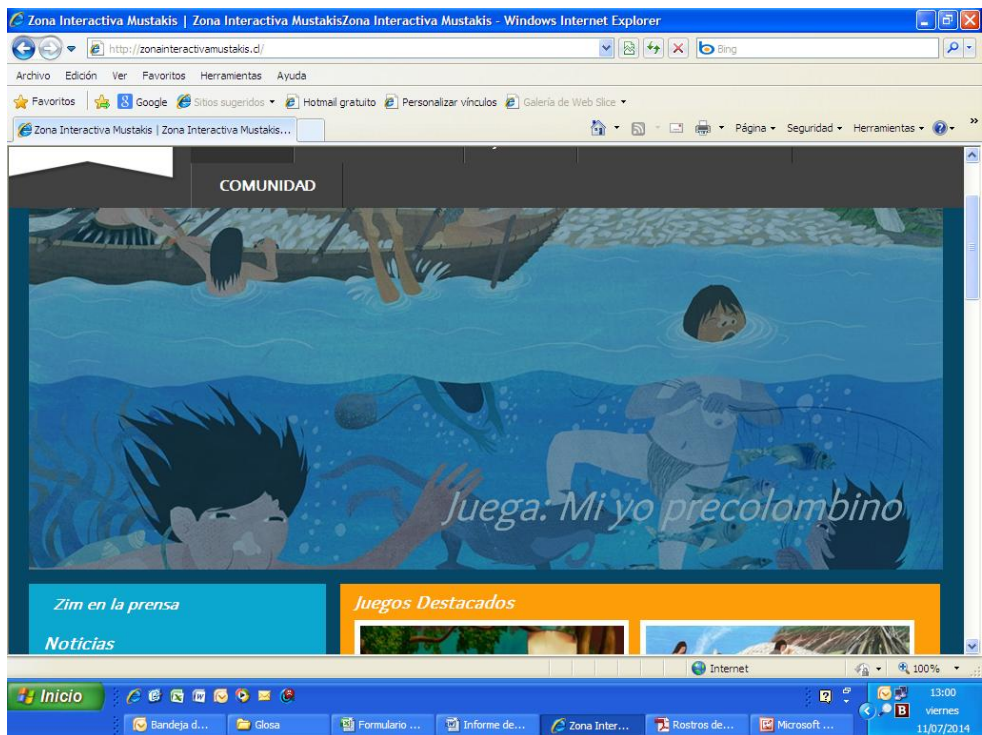 Zona Interactiva Mustakis | Zona Interactiva MustakisZona Interactiva Mustakis - Windows Internet Explorer
http://zonainteractivamustakis.cl/
Bing
Archivo Edición Ver Favoritos Herramientas Ayuda
Favoritos Google Sitios sugeridos Hotmail gratuito Personalizar vínculos Galería de Web Slice
Zona Interactiva Mustakis | Zona Interactiva Mustakis... Página Seguridad Herramientas
COMUNIDAD
Juega: Mi yo precolombino
Zim en la prensa
Juegos Destacados
Noticias
Internet 100%
Inicio 13:00
viernes
Bandeja d... Glosa Formulario ... Informe de... Zona Inter... Rostros de... Microsoft ... 11/07/2014